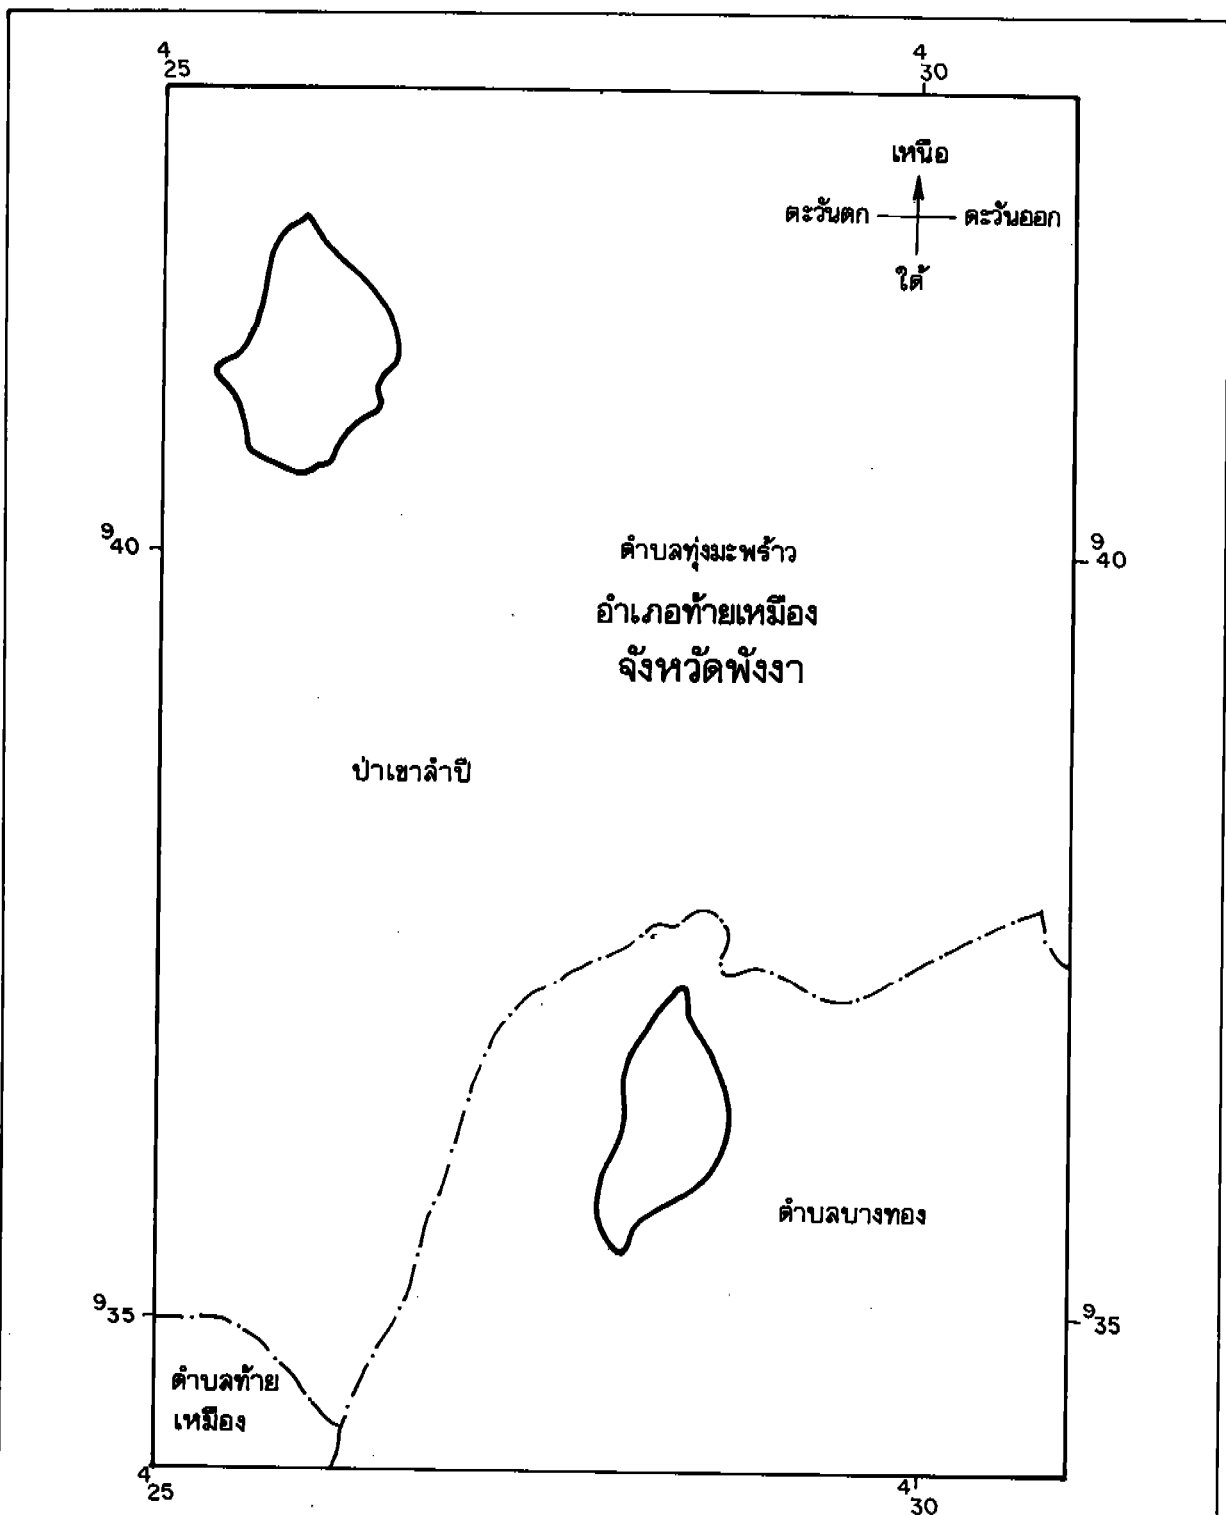 4
25
4
30
เหนือ
ตะวันตก
ตะวันออก
ใต้
9
40
9
40
ตำบลทุ่งมะพร้าว
อำเภอท้ายเหมือง
จังหวัดพังงา
ป่าเขาลำปี
ตำบลบางทอง
9
35
9
35
ตำบลท้าย
เหมือง
4
25
4
30